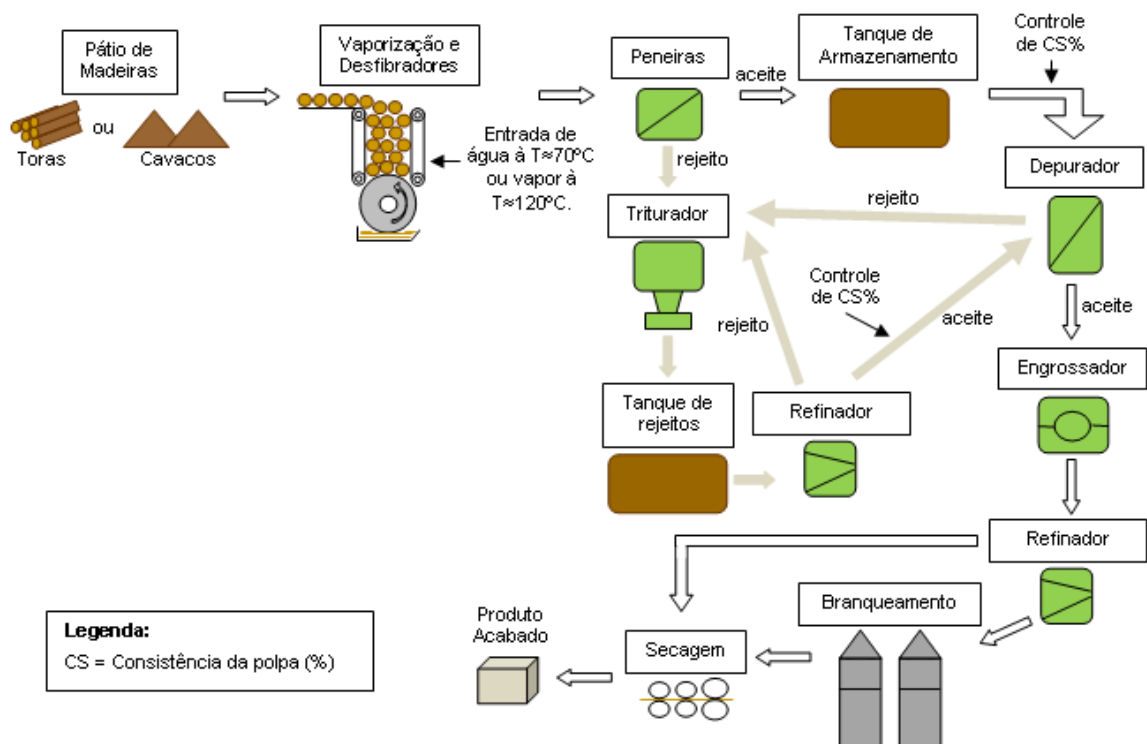 Pátio de
Madeiras
Toras
ou
Cavacos
Vaporização e
Desfibradores
Entrada de
água à T≈70ºC
ou vapor à
T≈120ºC.
Peneiras
aceite
rejeito
Tanque de
Armazenamento
Controle
de CS%
Depurador
rejeito
Triturador
Controle
de CS%
rejeito
aceite
aceite
Tanque de
rejeitos
Refinador
Engrossador
Refinador
Branqueamento
Secagem
Produto
Acabado
Legenda:
CS = Consistência da polpa (%)